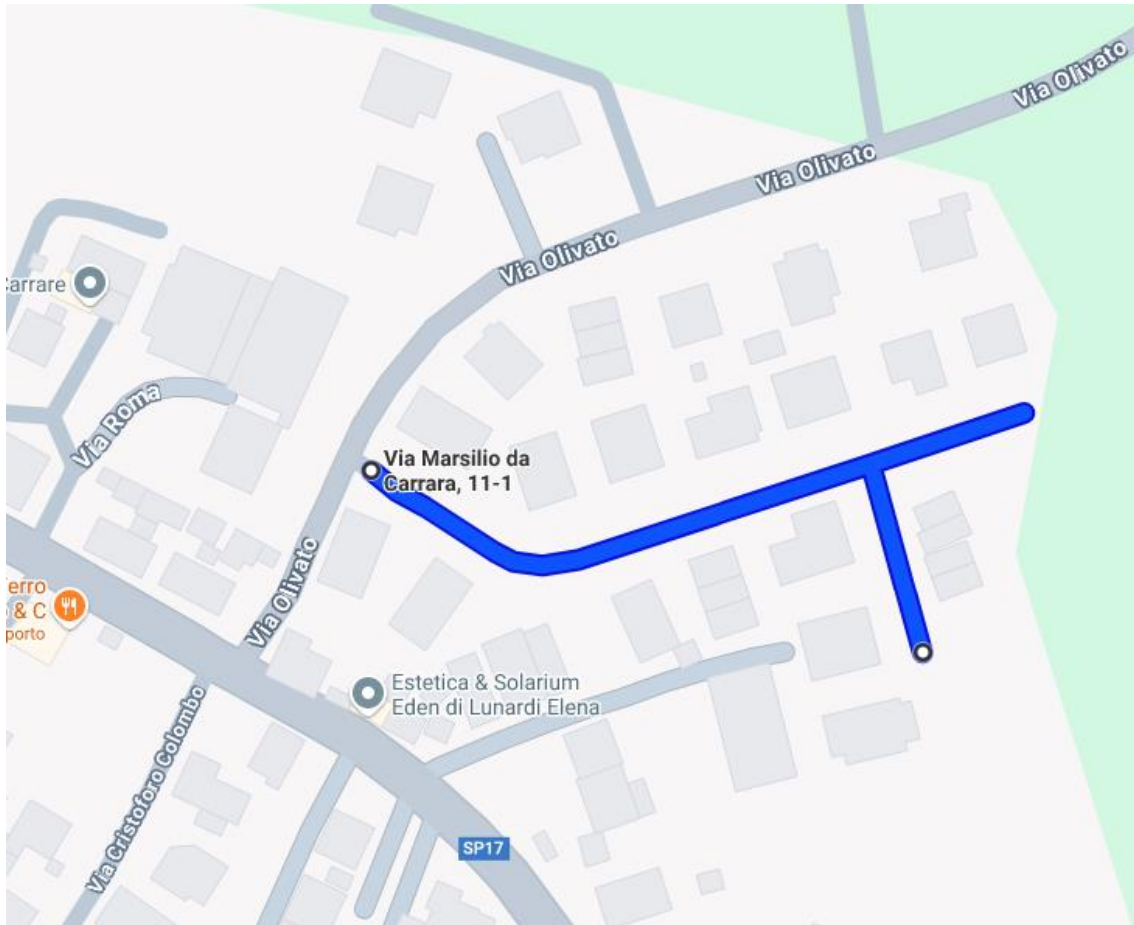 Via Olivato
Via Olivato
Via Olivato
Carrare
Via Roma
Via Marsilio da
Carrara, 11-1
Via Olivato
erro
& C
porto
Estetica & Solarium
Eden di Lunardi Elena
Via Cristoforo Colombo
SP17